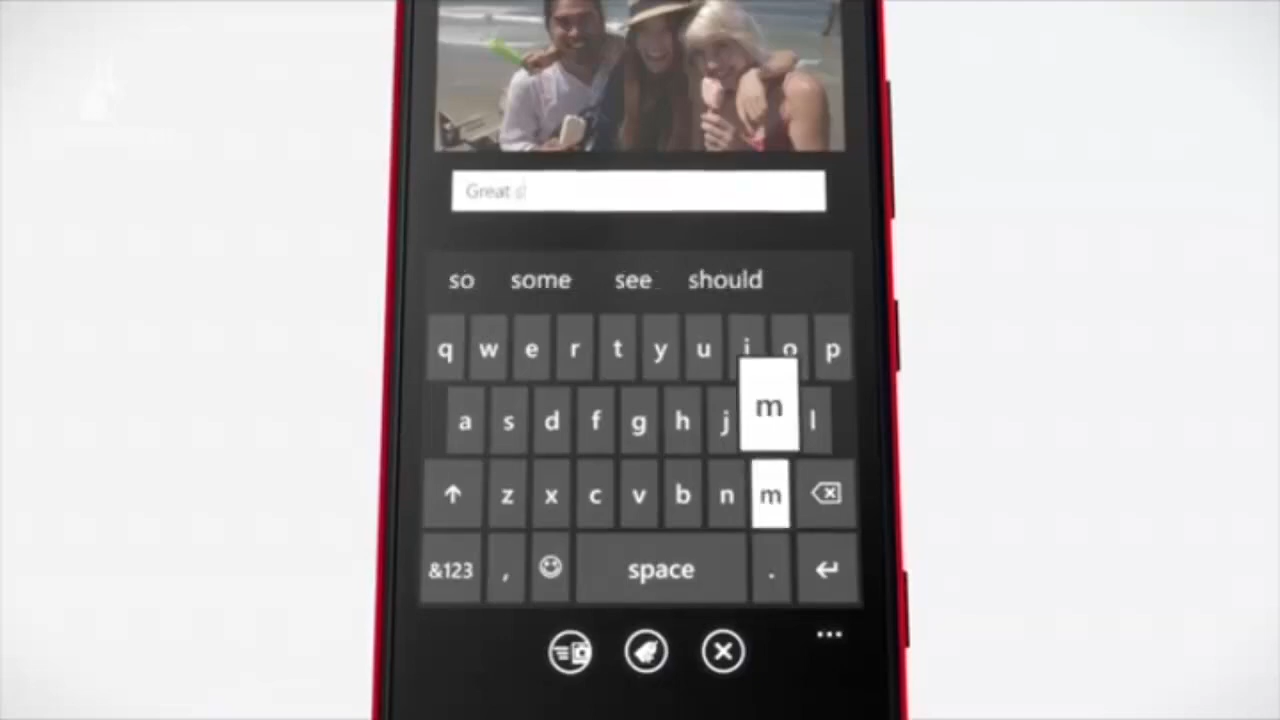 Great s
so some see should
q w e r t y u i o p
a s d f g h j m l
z x c v b n m
&123 , space .